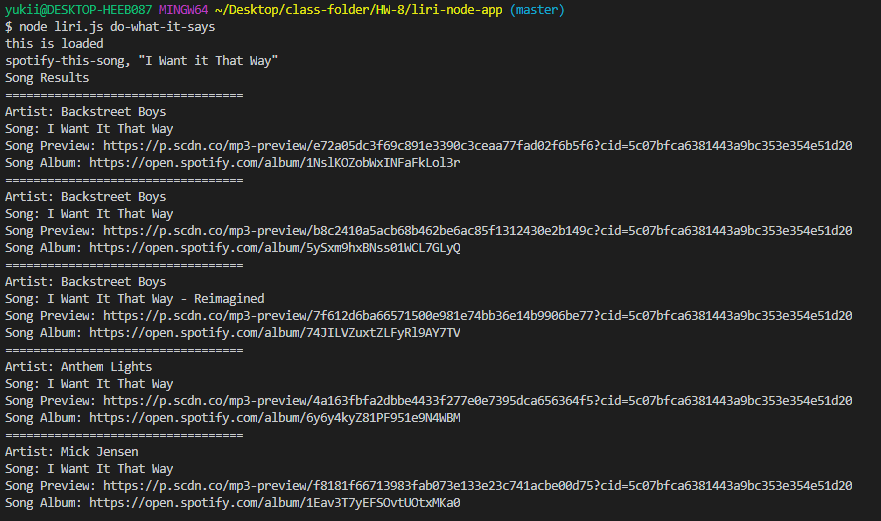 yukii@DESKTOP-HEEB087 MINGW64 ~/Desktop/class-folder/HW-8/liri-node-app (master)
$ node liri.js do-what-it-says
this is loaded
spotify-this-song, "I Want it That Way"
Song Results
==================================
Artist: Backstreet Boys
Song: I Want It That Way
Song Preview: https://p.scdn.co/mp3-preview/e72a05dc3f69c891e3390c3ceaa77fad02f6b5f6?cid=5c07bfca6381443a9bc353e354e51d20
Song Album: https://open.spotify.com/album/1NslKOZobWxINFaFkLol3r
==================================
Artist: Backstreet Boys
Song: I Want It That Way
Song Preview: https://p.scdn.co/mp3-preview/b8c2410a5acb68b462be6ac85f1312430e2b149c?cid=5c07bfca6381443a9bc353e354e51d20
Song Album: https://open.spotify.com/album/5ySxm9hxBNss01WCL7GLyQ
==================================
Artist: Backstreet Boys
Song: I Want It That Way - Reimagined
Song Preview: https://p.scdn.co/mp3-preview/7f612d6ba66571500e981e74bb36e14b9906be77?cid=5c07bfca6381443a9bc353e354e51d20
Song Album: https://open.spotify.com/album/74JILVZuxtZLFyRl9AY7TV
==================================
Artist: Anthem Lights
Song: I Want It That Way
Song Preview: https://p.scdn.co/mp3-preview/4a163fbfa2dbbe4433f277e0e7395dca656364f5?cid=5c07bfca6381443a9bc353e354e51d20
Song Album: https://open.spotify.com/album/6y6y4kyZ81PF951e9N4WBM
==================================
Artist: Mick Jensen
Song: I Want It That Way
Song Preview: https://p.scdn.co/mp3-preview/f8181f66713983fab073e133e23c741acbe00d75?cid=5c07bfca6381443a9bc353e354e51d20
Song Album: https://open.spotify.com/album/1Eav3T7yEFSOvtUOtxMKa0